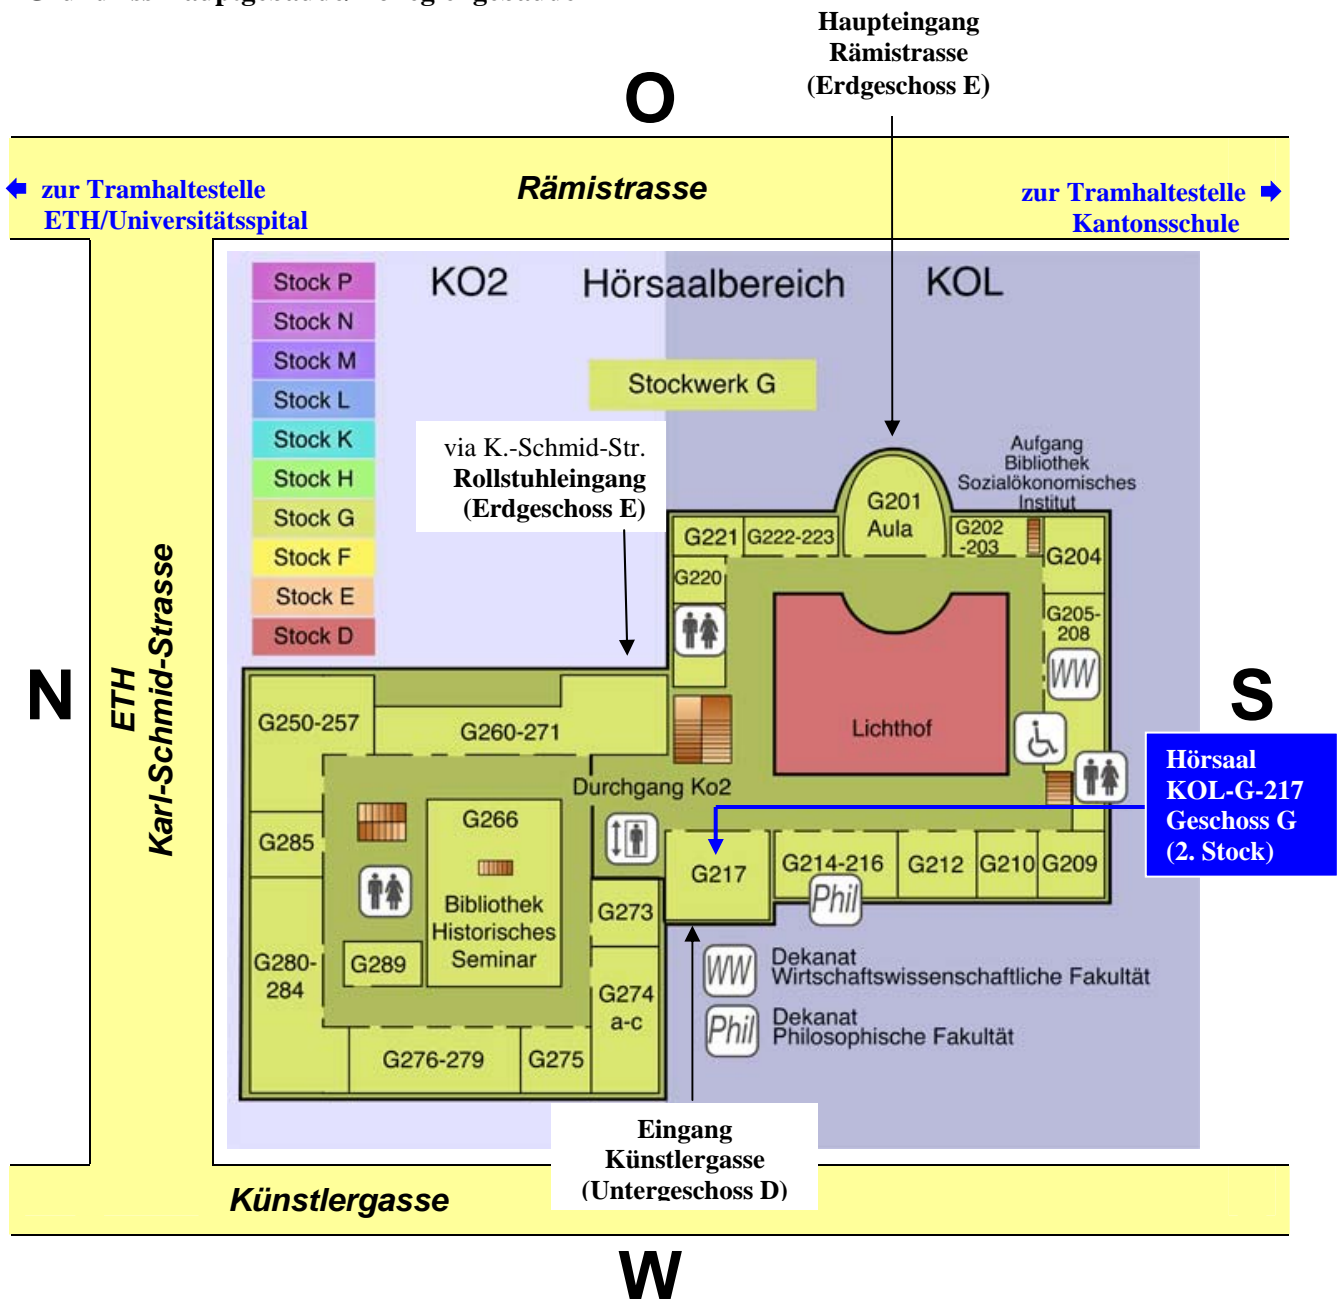 Haupteingang
Rämistrasse
(Erdgeschoss E)
O
Rämistrasse
zur Tramhaltestelle
ETH/Universitätsspital
zur Tramhaltestelle
Kantonsschule
KO2
Hörsaalbereich
KOL
Stock P
Stock N
Stock M
Stock L
Stock K
Stock H
Stock G
Stock F
Stock E
Stock D
Stockwerk G
via K.-Schmid-Str.
Rollstuhleingang
(Erdgeschoss E)
Aufgang
Bibliothek
Sozialökonomisches
Institut
G201
Aula
G221
G222-223
G202
-203
G204
G220
G205-
208
WW
N
ETH
Karl-Schmid-Strasse
S
Lichthof
G250-257
G260-271
Durchgang Ko2
Hörsaal
KOL-G-217
Geschoss G
(2. Stock)
G285
G266
Bibliothek
Historisches
Seminar
G217
G214-216
G212
G210
G209
Phil
G273
G280-
284
G289
G274
a-c
G276-279
G275
WW
Dekanat
Wirtschaftswissenschaftliche Fakultät
Phil
Dekanat
Philosophische Fakultät
Eingang
Künstlergasse
(Untergeschoss D)
Künstlergasse
W